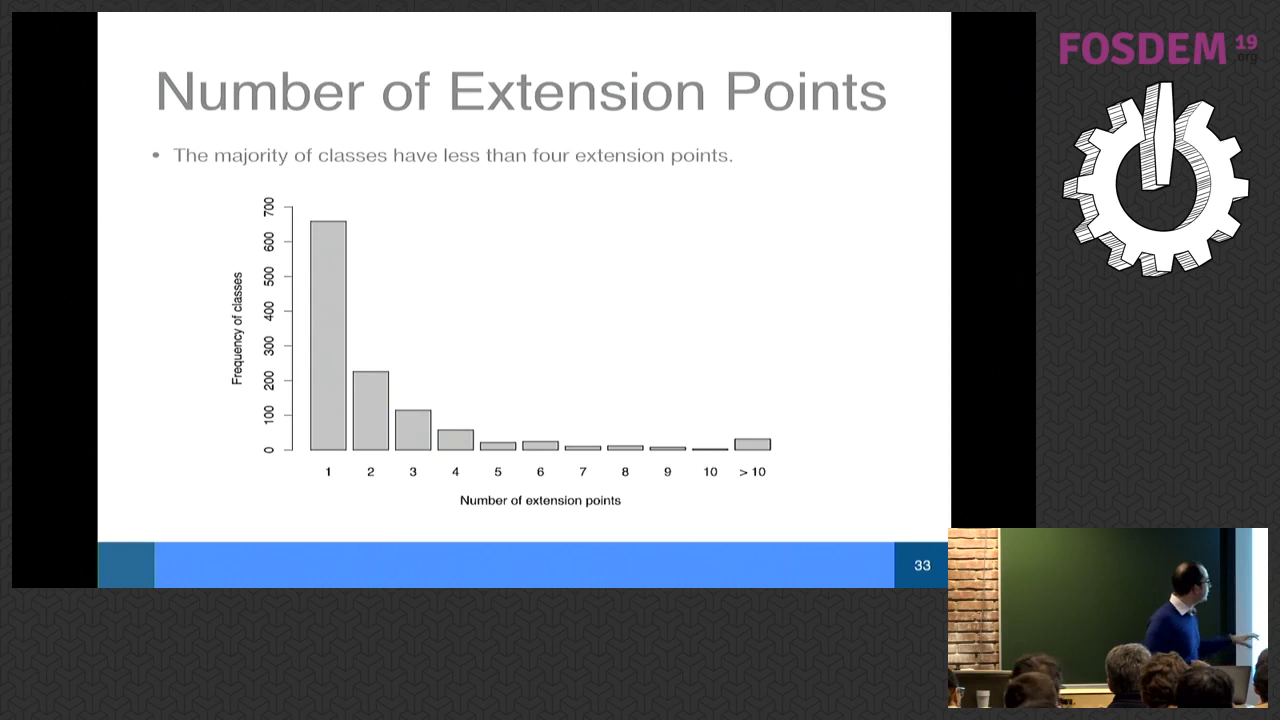 Number of Extension Points
• The majority of classes have less than four extension points.
Frequency of classes
700
600
500
400
300
200
100
0
1 2 3 4 5 6 7 8 9 10 > 10
Number of extension points
33
FOSDEM 19
.org